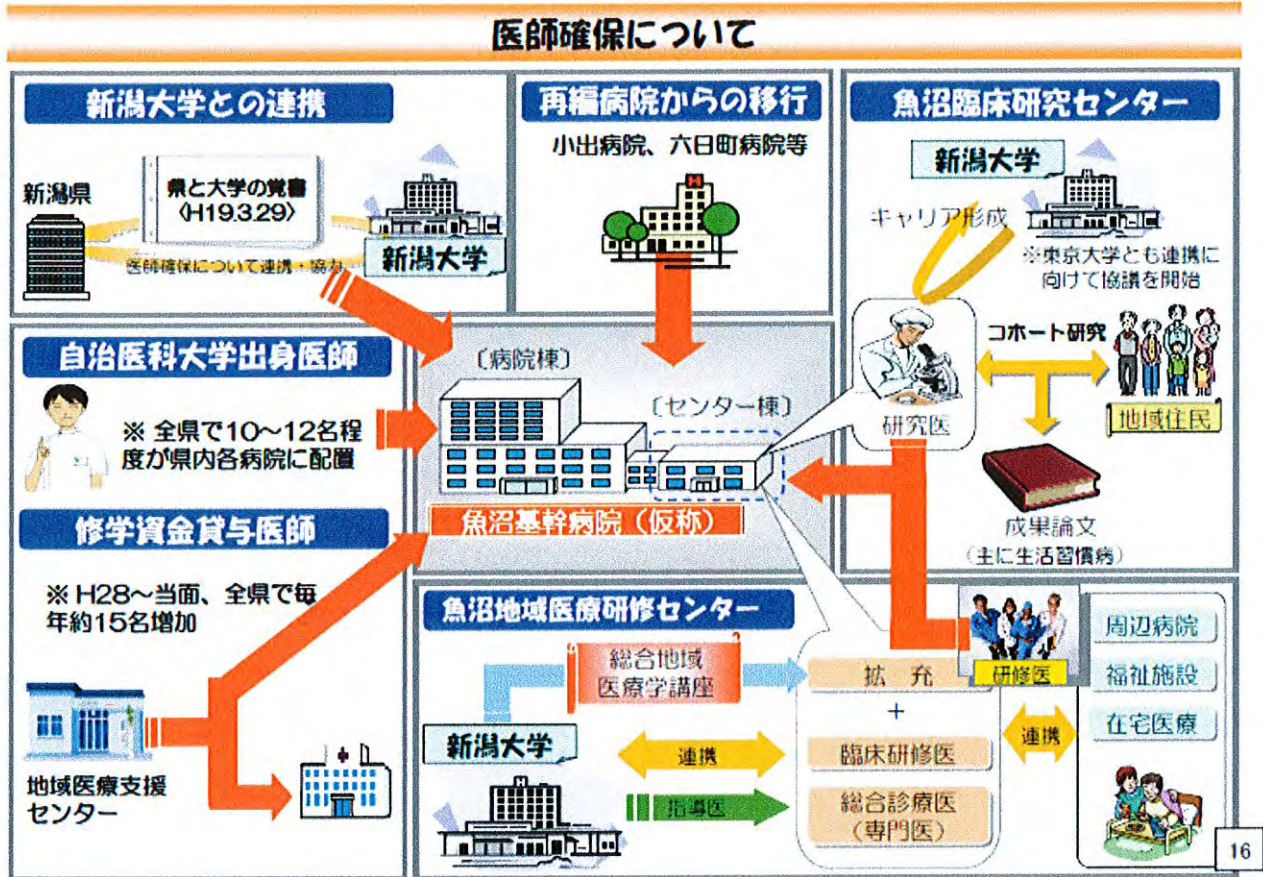 医師確保について
新潟大学との連携
新潟県
県と大学の覚書
〈H19.3.29〉
医師確保について連携・協力
新潟大学
再編病院からの移行
小出病院、六日町病院等
魚沼臨床研究センター
新潟大学
キャリア形成
※東京大学とも連携に
向けて協議を開始
コホート研究
研究医
地域住民
成果論文
(主に生活習慣病)
自治医科大学出身医師
※ 全県で10～12名程
度が県内各病院に配置
修学資金貸与医師
※ H28～当面、全県で毎
年約15名増加
地域医療支援
センター
〔病院棟〕
〔センター棟〕
魚沼基幹病院（仮称）
魚沼地域医療研修センター
総合地域
医療学講座
新潟大学
連携
指導医
拡 充
+
臨床研修医
総合診療医
(専門医)
研修医
連携
周辺病院
福祉施設
在宅医療
16